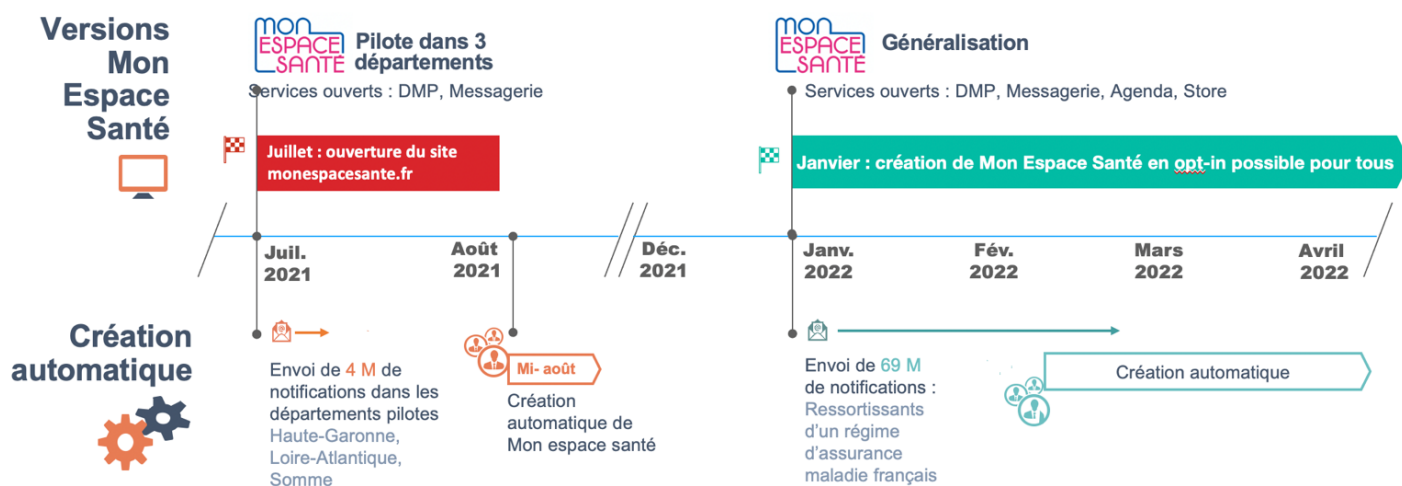 Versions
Mon
Espace
Santé
MON
ESPACE
SANTÉ
Pilote dans 3
départements
Services ouverts : DMP, Messagerie
MON
ESPACE
SANTÉ
Généralisation
Services ouverts : DMP, Messagerie, Agenda, Store
Juillet : ouverture du site
monespacesante.fr
Janvier : création de Mon Espace Santé en opt-in possible pour tous
Juil.
2021
Août
2021
Déc.
2021
Janv.
2022
Fév.
2022
Mars
2022
Avril
2022
Création
automatique
Envoi de 4 M de
notifications dans les
départements pilotes
Haute-Garonne,
Loire-Atlantique,
Somme
Mi- août
Création
automatique de
Mon espace santé
Envoi de 69 M
de notifications :
Ressortissants
d'un régime
d'assurance
maladie français
Création automatique